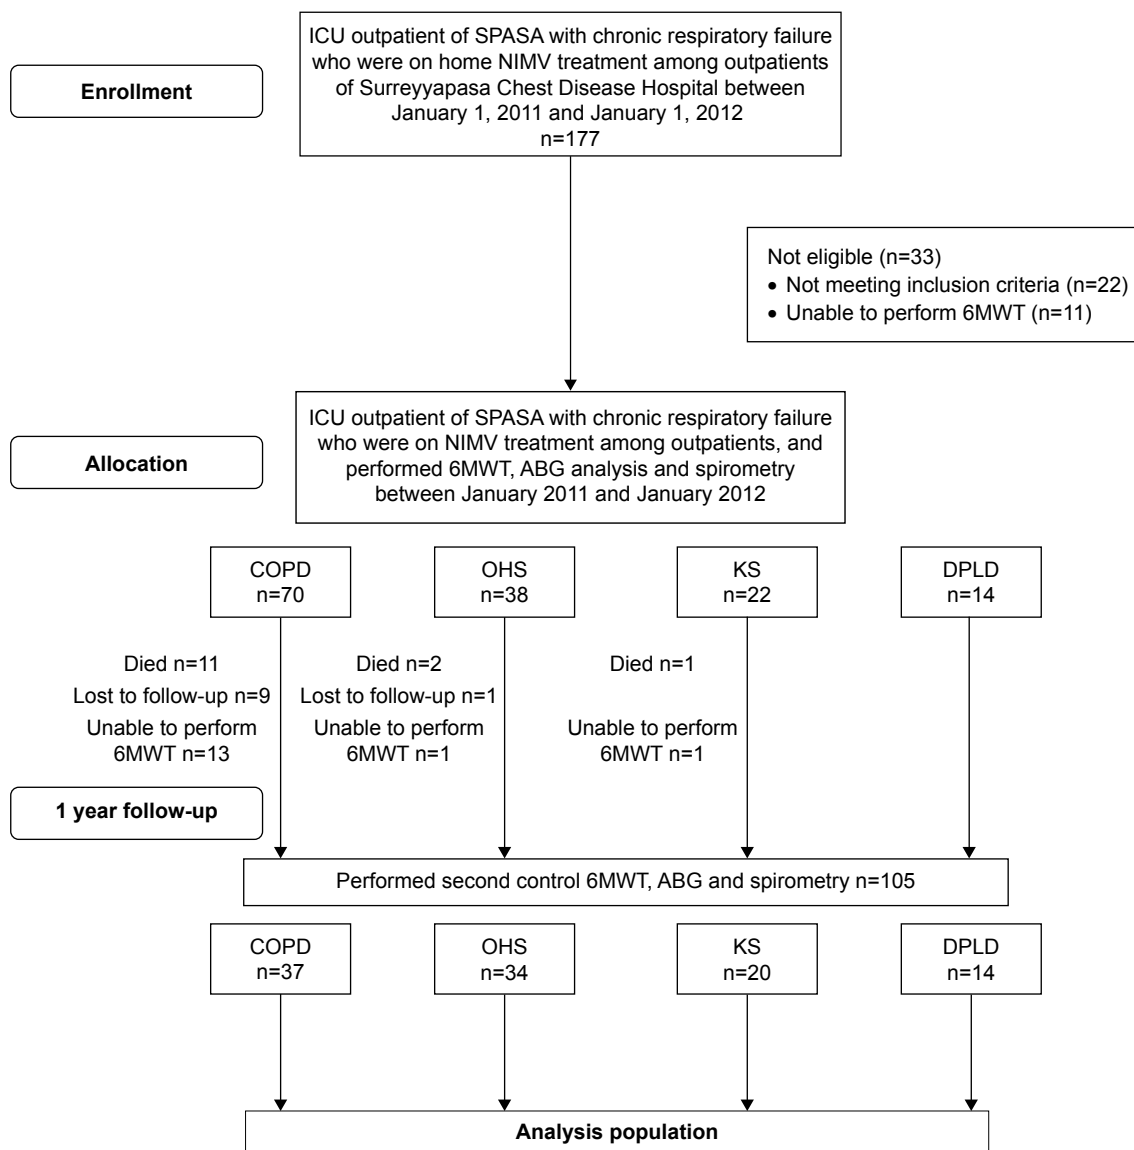 ICU outpatient of SPASA with chronic respiratory failure
who were on home NIMV treatment among outpatients
of Surreyyapasa Chest Disease Hospital between
January 1, 2011 and January 1, 2012
n=177
Enrollment
Not eligible (n=33)
• Not meeting inclusion criteria (n=22)
• Unable to perform 6MWT (n=11)
ICU outpatient of SPASA with chronic respiratory failure
who were on NIMV treatment among outpatients, and
performed 6MWT, ABG analysis and spirometry
between January 2011 and January 2012
Allocation
COPD
n=70
OHS
n=38
KS
n=22
DPLD
n=14
Died n=11
Lost to follow-up n=9
Unable to perform
6MWT n=13
Died n=2
Lost to follow-up n=1
Unable to perform
6MWT n=1
Died n=1
Unable to perform
6MWT n=1
1 year follow-up
Performed second control 6MWT, ABG and spirometry n=105
COPD
n=37
OHS
n=34
KS
n=20
DPLD
n=14
Analysis population